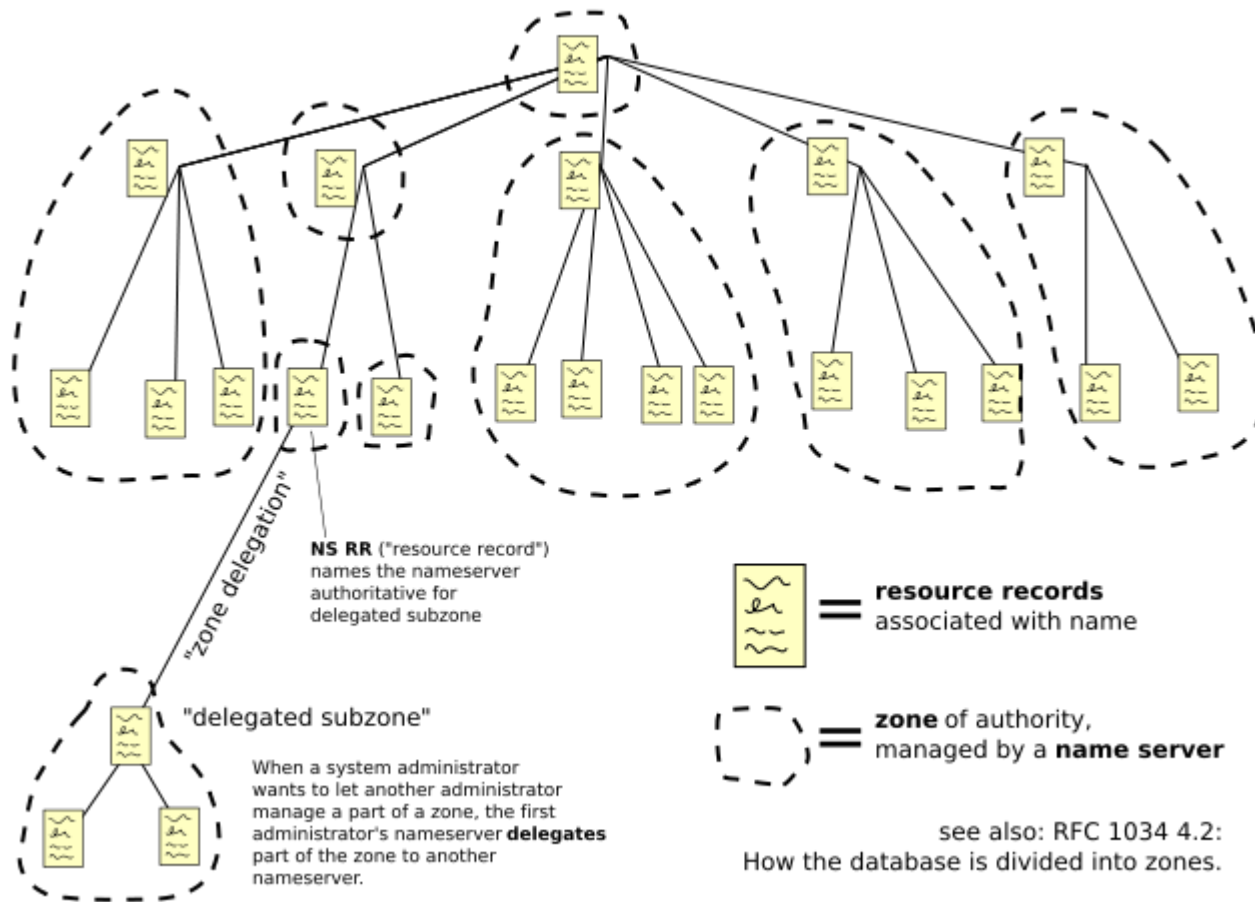 "zone delegation"
NS RR ("resource record")
names the nameserver
authoritative for
delegated subzone
resource records
associated with name
"delegated subzone"
zone of authority,
managed by a name server
When a system administrator
wants to let another administrator
manage a part of a zone, the first
administrator's nameserver delegates
part of the zone to another
nameserver.
see also: RFC 1034 4.2:
How the database is divided into zones.